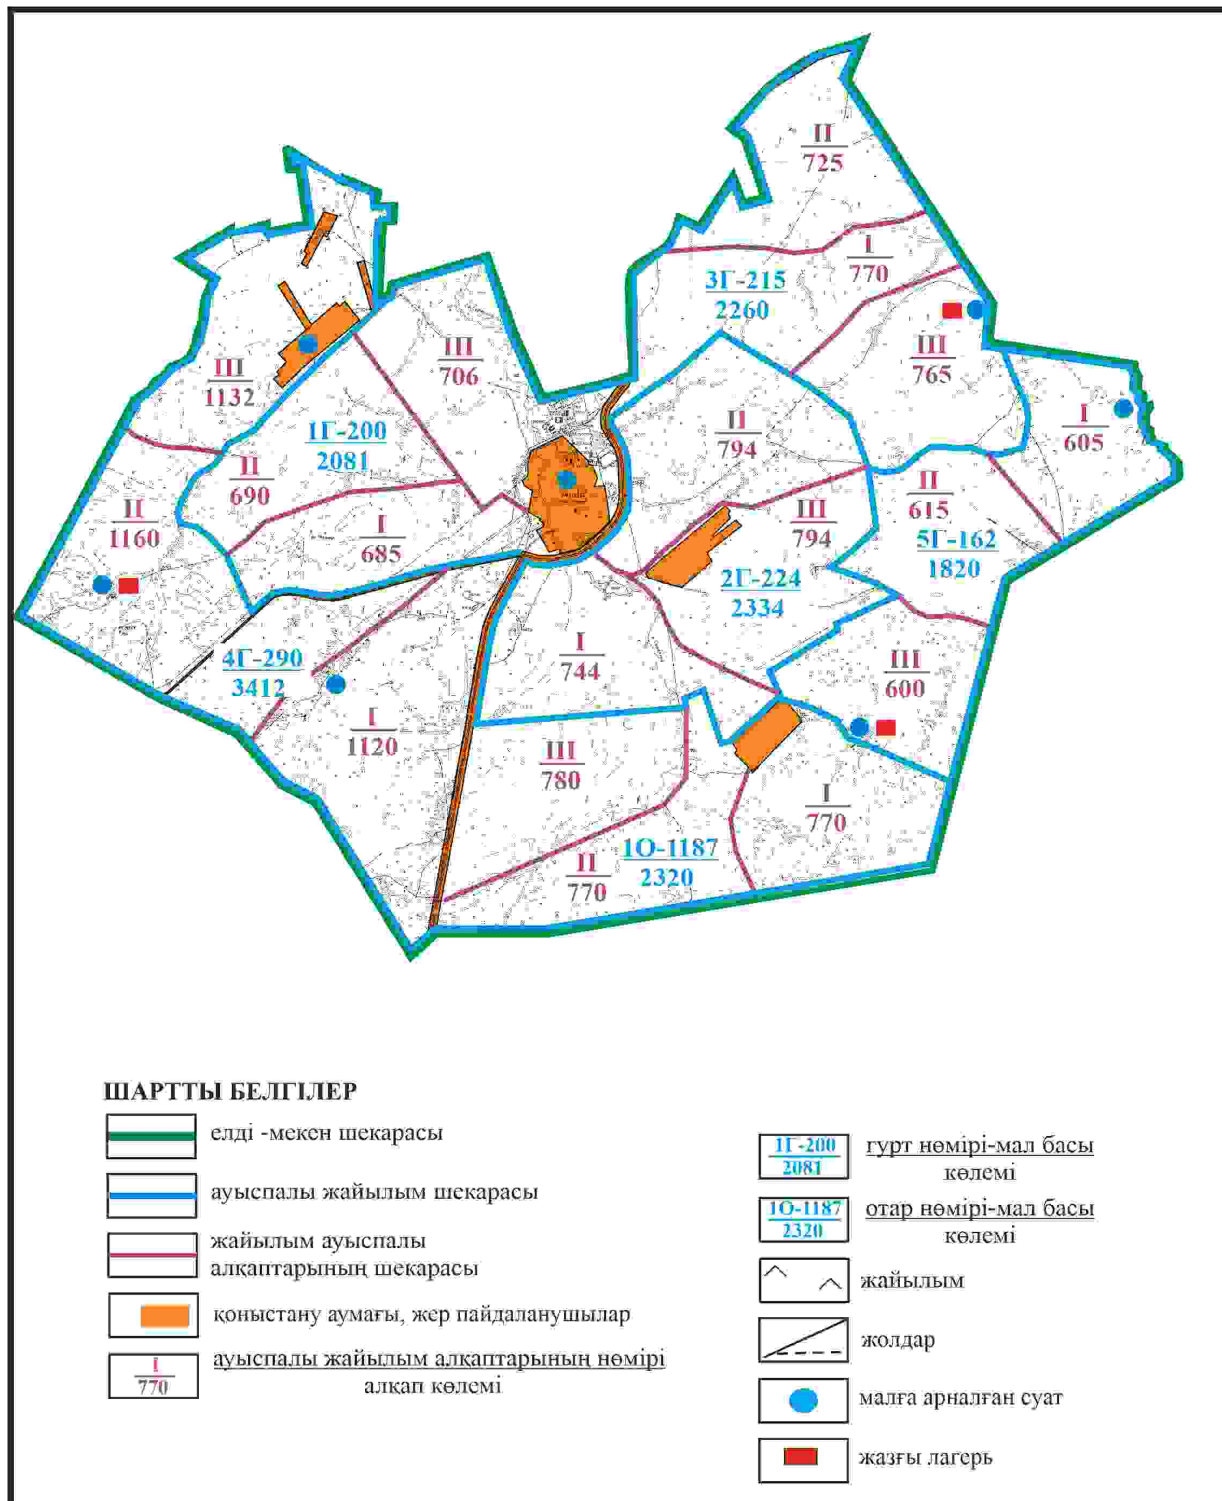 II
725
I
770
3Г-215
2260
III
765
III
706
III
1132
I
605
1Г-200
2081
II
794
II
690
II
615
II
1160
III
794
I
685
5Г-162
1820
2Г-224
2334
4Г-290
3412
I
744
III
600
I
1120
III
780
I
770
1О-1187
2320
II
770
ШАРТТЫ БЕЛГІЛЕР
елді -мекен шекарасы
ауыспалы жайылым шекарасы
жайылым ауыспалы
алқаптарының шекарасы
қоныстану аумағы, жер пайдаланушылар
I
770
ауыспалы жайылым алқаптарының нөмірі
алқап көлемі
1Г-200
2081
гурт нөмірі-мал басы
көлемі
1О-1187
2320
отар нөмірі-мал басы
көлемі
жайылым
жолдар
малға арналған суат
жазғы лагерь